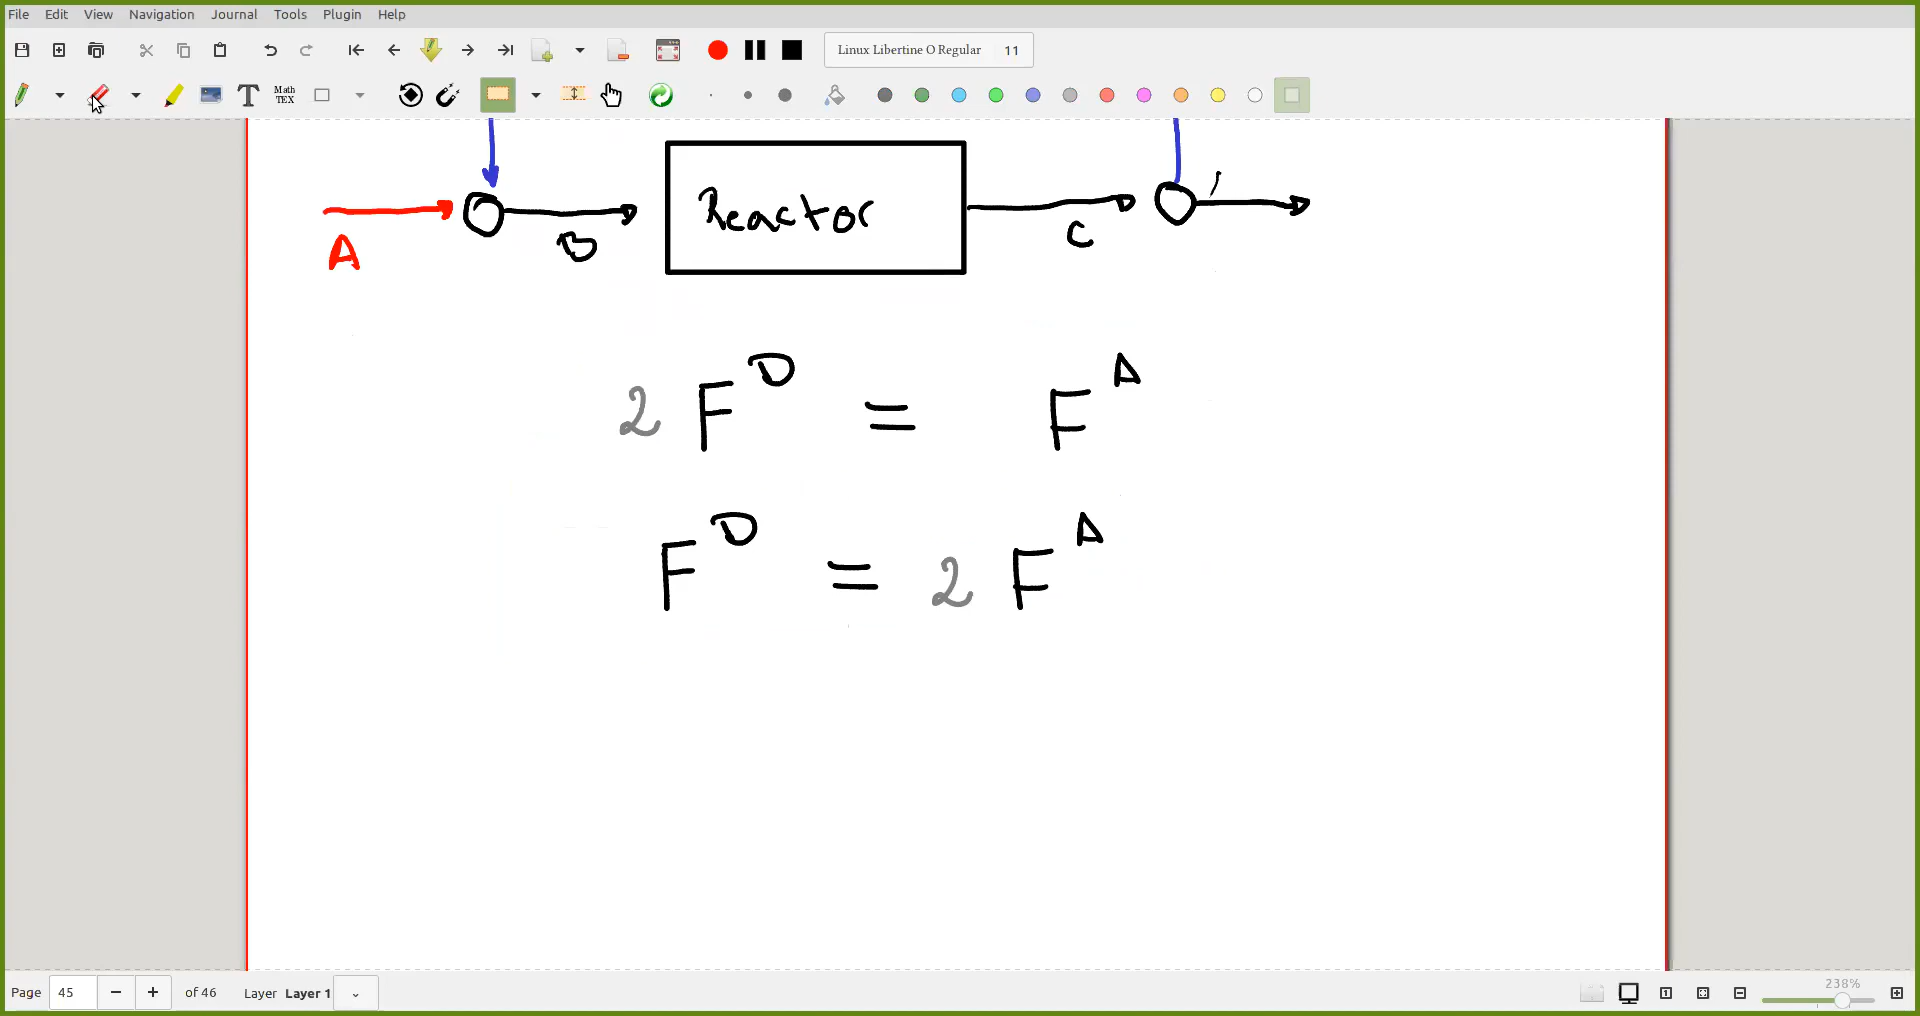 File Edit View Navigation Journal Tools Plugin Help
Linux Libertine O Regular 11
T Math TEX
A B Reactor C
2 F^D = F^A
F^D = 2 F^A
Page 45 of 46 Layer Layer 1 238%